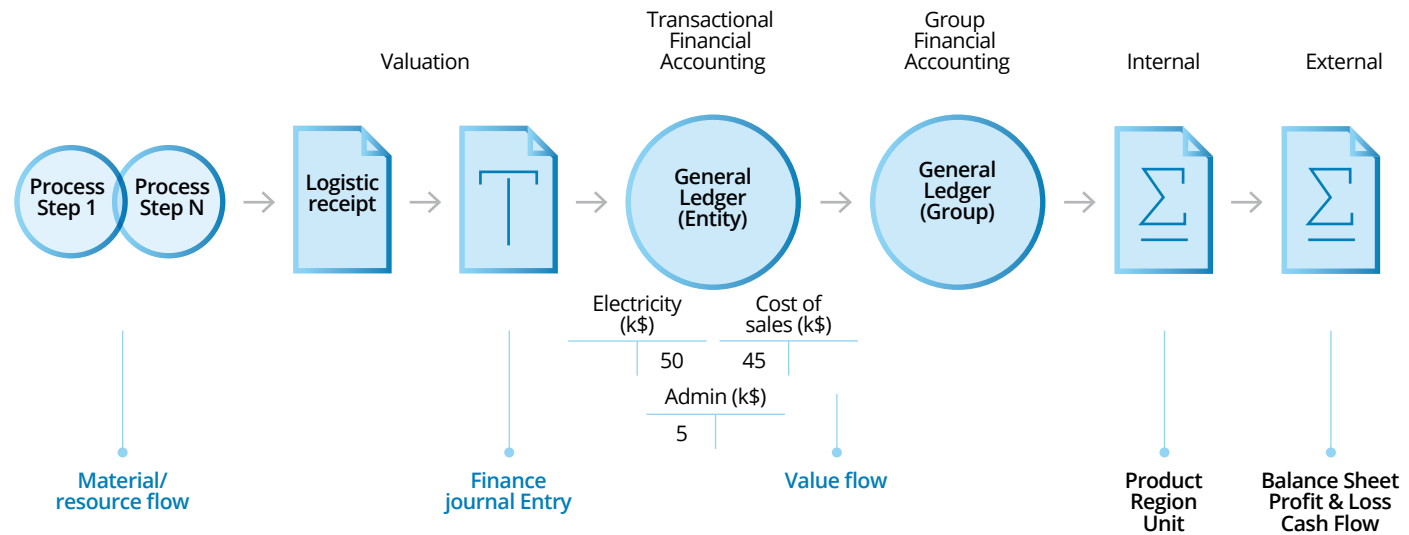 Valuation
Transactional
Financial
Accounting
Group
Financial
Accounting
Internal
External
Process
Step 1
Process
Step N
Logistic
receipt
General
Ledger
(Entity)
General
Ledger
(Group)
Electricity
(k$)
50
Cost of
sales (k$)
45
Admin (k$)
5
Material/
resource flow
Finance
journal Entry
Value flow
Product
Region
Unit
Balance Sheet
Profit & Loss
Cash Flow